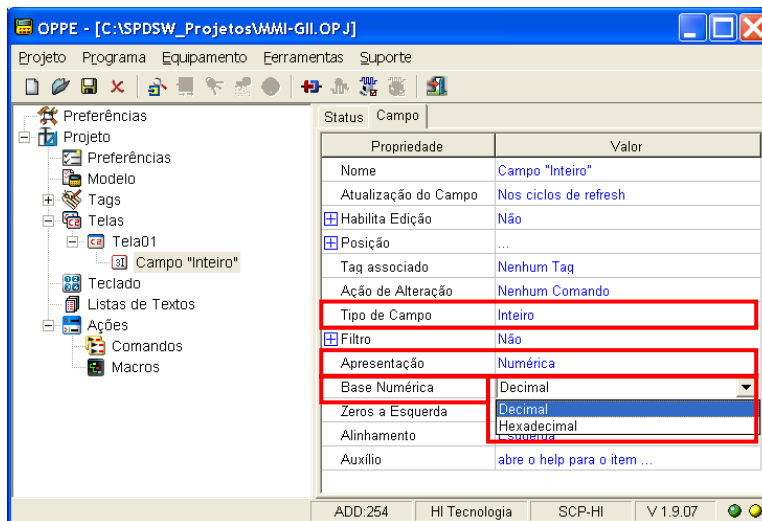 OPPE - [C:\SPDSW_Projetos\MMI-GII.OPJ]
Projeto Programa Equipamento Ferramentas Suporte
Preferências
Projeto
Preferências
Modelo
Tags
Telas
Tela01
Campo "Inteiro"
Teclado
Listas de Textos
Ações
Comandos
Macros
Status Campo
Propriedade Valor
Nome Campo "Inteiro"
Atualização do Campo Nos ciclos de refresh
Habilita Edição Não
Posição ...
Tag associado Nenhum Tag
Ação de Alteração Nenhum Comando
Tipo de Campo Inteiro
Filtro Não
Apresentação Numérica
Base Numérica Decimal
Zeros a Esquerda Decimal
Hexadecimal
Alinhamento Esquerda
Auxílio abre o help para o item ...
ADD:254 HI Tecnologia SCP-HI V 1.9.07